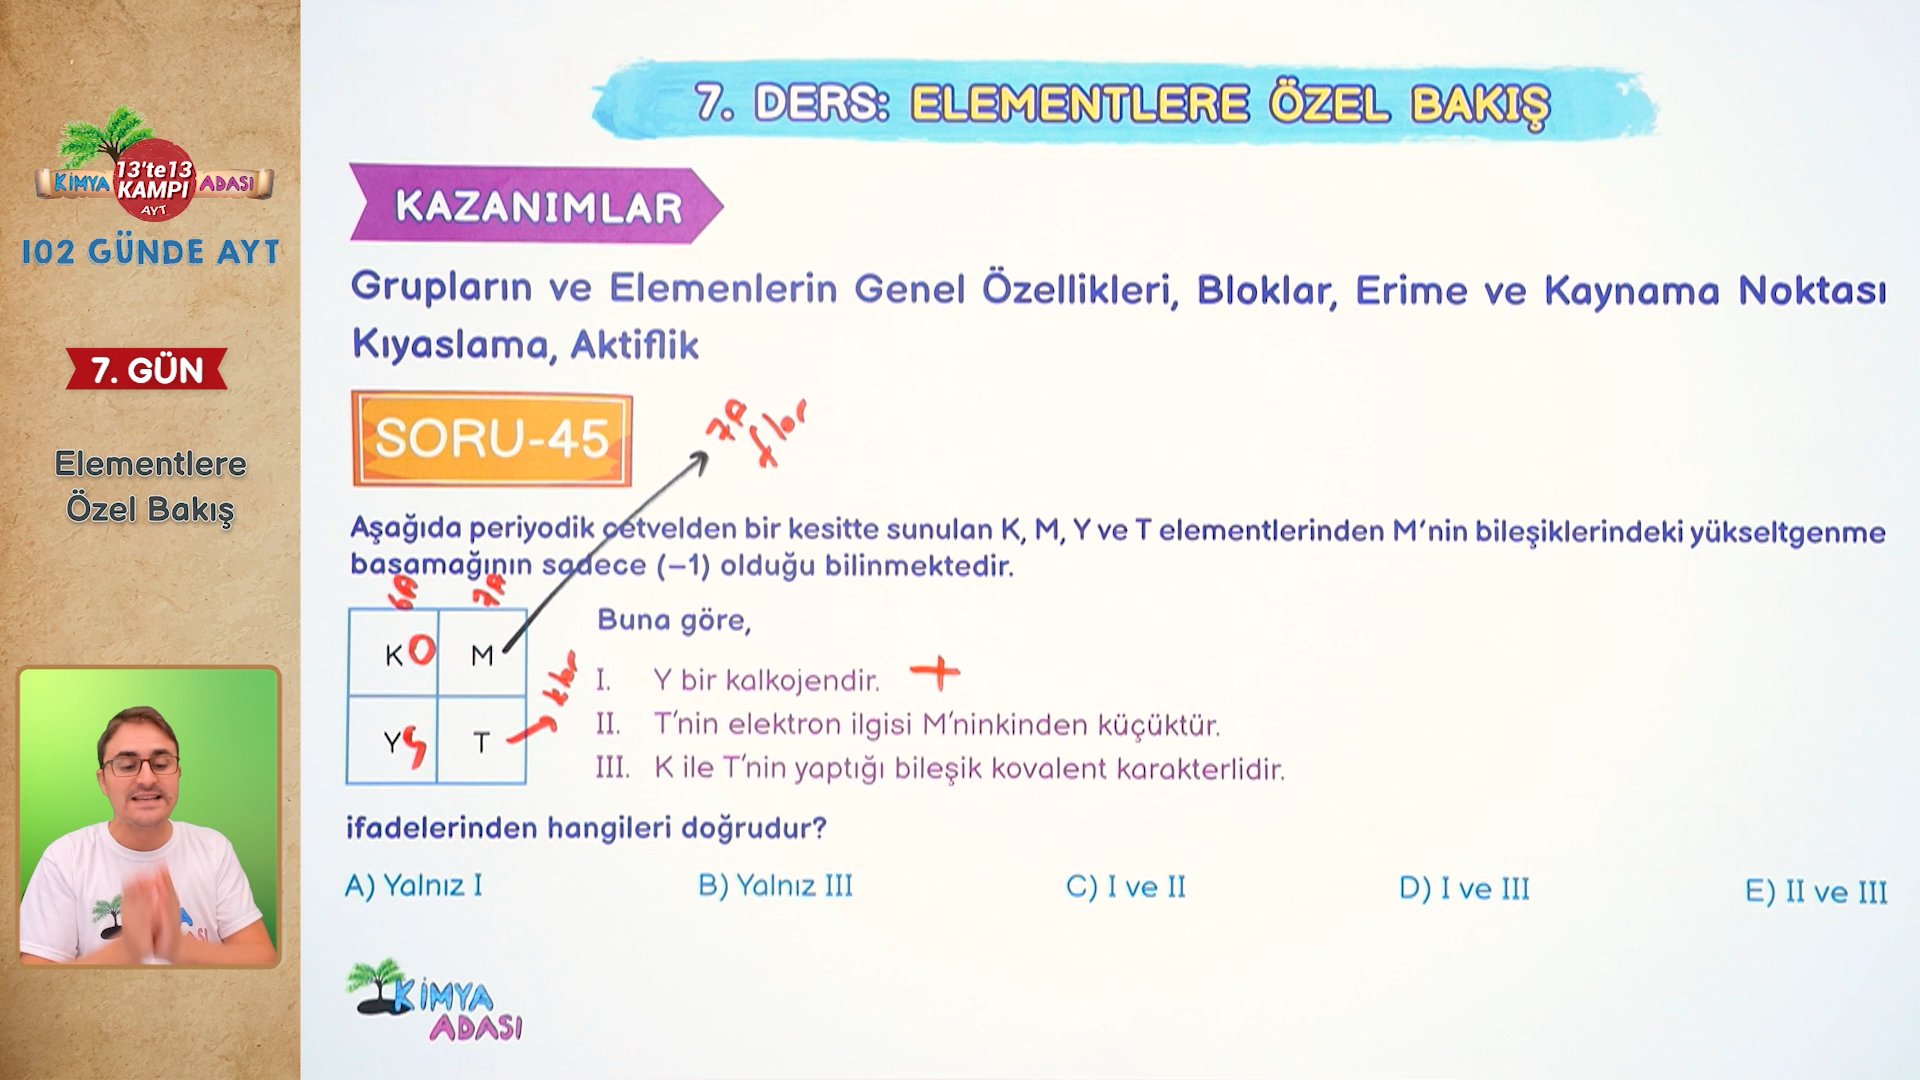 KİMYA 13'te13 KAMPI AYT ADASI
102 GÜNDE AYT
7. GÜN
Elementlere
Özel Bakış
7. DERS: ELEMENTLERE ÖZEL BAKIŞ
KAZANIMLAR
Grupların ve Elemenlerin Genel Özellikleri, Bloklar, Erime ve Kaynama Noktası
Kıyaslama, Aktiflik
SORU-45
7A
flor
Aşağıda periyodik cetvelden bir kesitte sunulan K, M, Y ve T elementlerinden M'nin bileşiklerindeki yükseltgenme
basamağının sadece (−1) olduğu bilinmektedir.
6A 7A
K O M
Y S T
klor
Buna göre,
I. Y bir kalkojendir. +
II. T'nin elektron ilgisi M'ninkinden küçüktür.
III. K ile T'nin yaptığı bileşik kovalent karakterlidir.
ifadelerinden hangileri doğrudur?
A) Yalnız I B) Yalnız III C) I ve II D) I ve III E) II ve III
KİMYA
ADASI